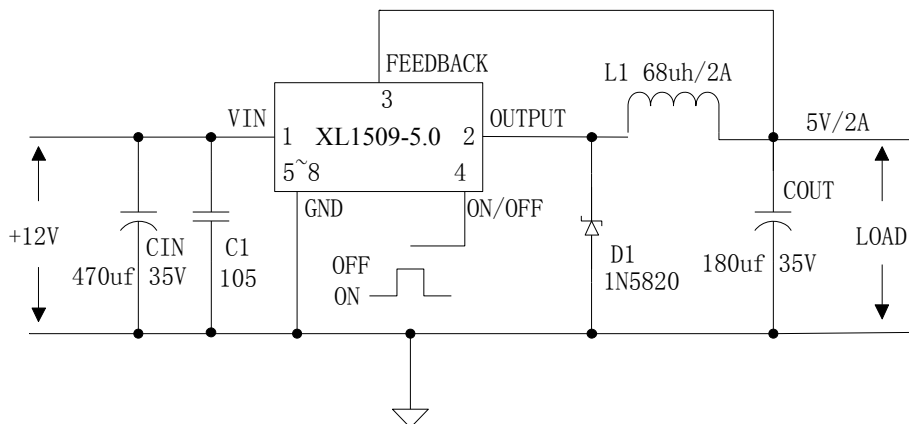 FEEDBACK
L1 68uh/2A
3
VIN
OUTPUT
5V/2A
1
XL1509-5.0
2
5~8
4
GND
ON/OFF
COUT
+12V
CIN
C1
LOAD
470uf
35V
105
OFF
ON
D1
1N5820
180uf
35V